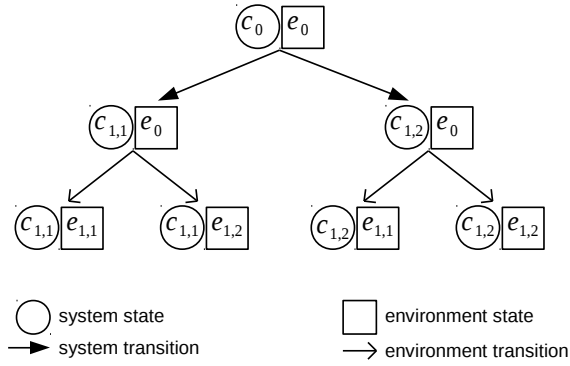 c0 e0
c1,1 e0 c1,2 e0
c1,1 e1,1 c1,1 e1,2 c1,2 e1,1 c1,2 e1,2
system state environment state
system transition environment transition